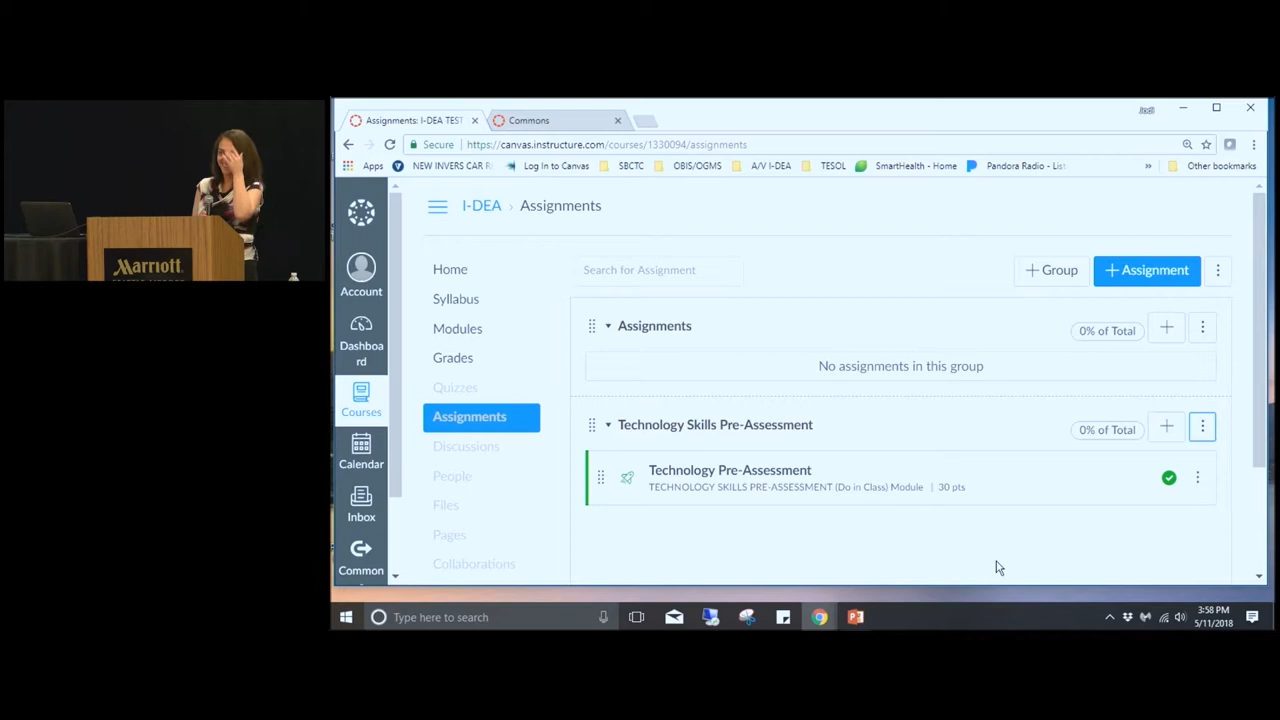 Marriott
Jodi
Assignments: I-DEA TEST
Commons
Secure
https://canvas.instructure.com/courses/1330094/assignments
Apps
NEW INVERS CAR RE
Log In to Canvas
SBCTC
OBIS/OGMS
A/V I-DEA
TESOL
SmartHealth - Home
Pandora Radio - List
»
Other bookmarks
I-DEA › Assignments
Account
Dashboa
rd
Courses
Calendar
Inbox
Common
Home
Syllabus
Modules
Grades
Quizzes
Assignments
Discussions
People
Files
Pages
Collaborations
Search for Assignment
+ Group
+ Assignment
Assignments
0% of Total
No assignments in this group
Technology Skills Pre-Assessment
0% of Total
Technology Pre-Assessment
TECHNOLOGY SKILLS PRE-ASSESSMENT (Do in Class) Module | 30 pts
Type here to search
3:58 PM
5/11/2018